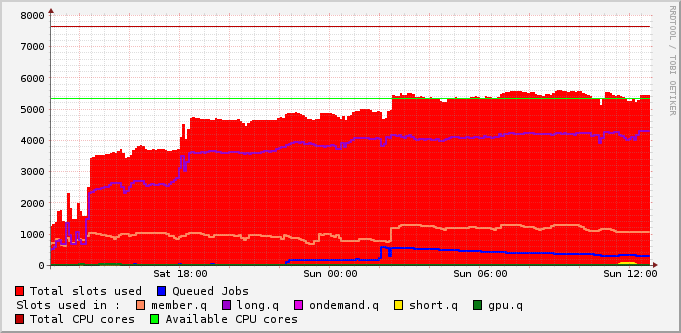 8000
7000
6000
5000
4000
3000
2000
1000
0
Sat 18:00 Sun 00:00 Sun 06:00 Sun 12:00
RRDTOOL / TOBI OETIKER
Total slots used Queued Jobs
Slots used in : member.q long.q ondemand.q short.q gpu.q
Total CPU cores Available CPU cores